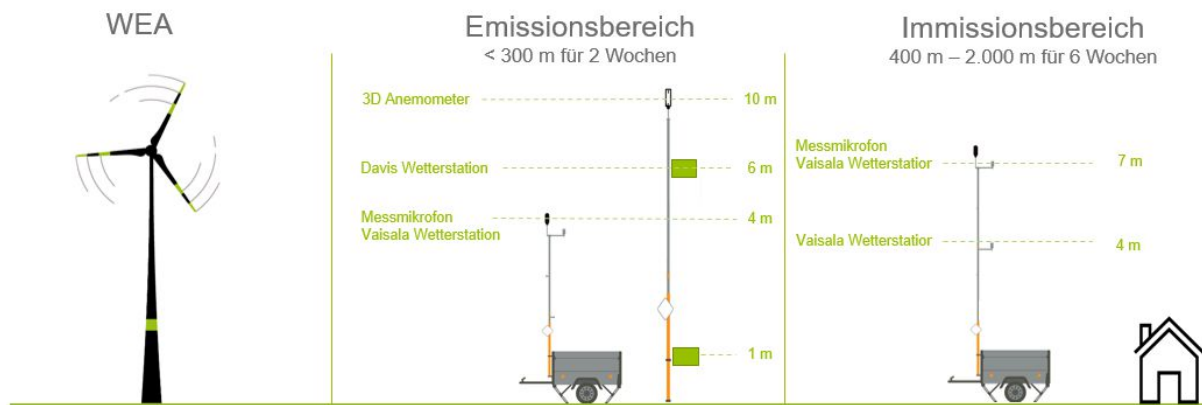 WEA
Emissionsbereich
< 300 m für 2 Wochen
3D Anemometer
10 m
Davis Wetterstation
6 m
Messmikrofon
Vaisala Wetterstation
4 m
1 m
Immissionsbereich
400 m – 2.000 m für 6 Wochen
Messmikrofon
Vaisala Wetterstatior
7 m
Vaisala Wetterstatior
4 m